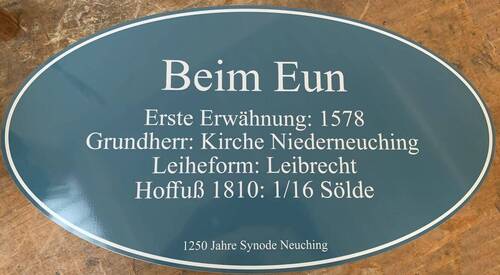 Beim Eun
Erste Erwähnung: 1578
Grundherr: Kirche Niederneuching
Leiheform: Leibrecht
Hoffuß 1810: 1/16 Sölde
1250 Jahre Synode Neuching